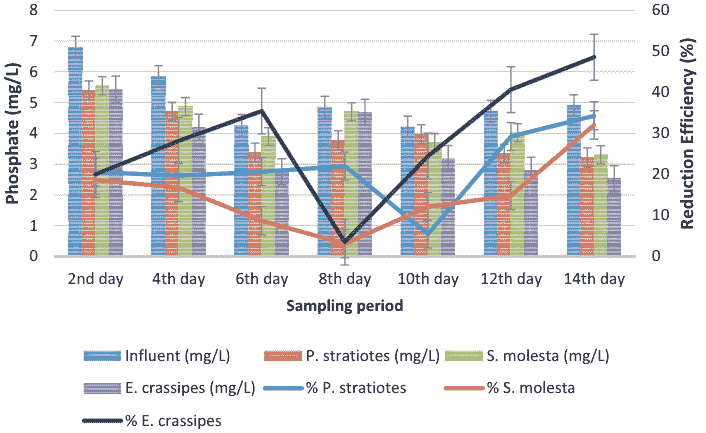 Phosphate (mg/L)
8
7
6
5
4
3
2
1
0
60
50
40
30
20
10
0
Reduction Efficiency (%)
2nd day 4th day 6th day 8th day 10th day 12th day 14th day
Sampling period
Influent (mg/L) P. stratiotes (mg/L) S. molesta (mg/L)
E. crassipes (mg/L) % P. stratiotes % S. molesta
% E. crassipes